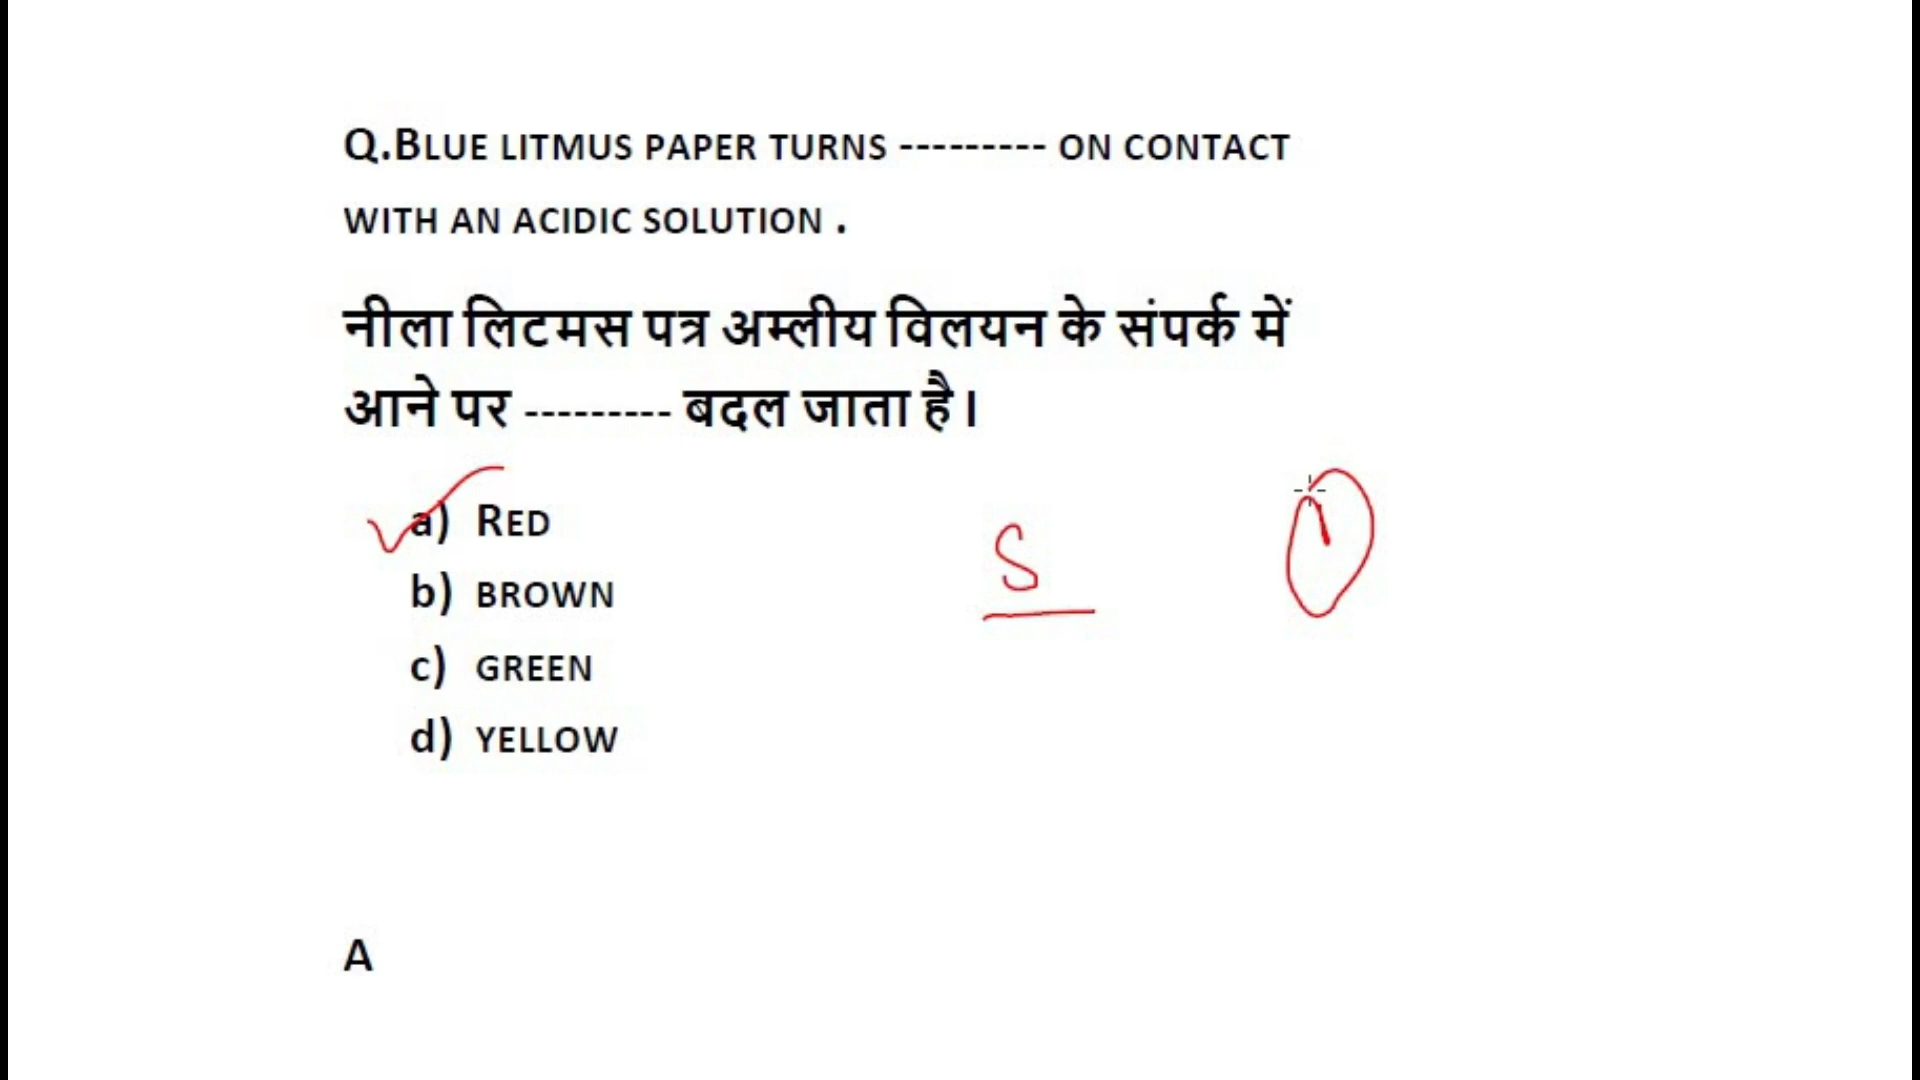 Q.BLUE LITMUS PAPER TURNS --------- ON CONTACT
WITH AN ACIDIC SOLUTION .
नीला लिटमस पत्र अम्लीय विलयन के संपर्क में
आने पर --------- बदल जाता है।
a) RED
S
b) BROWN
c) GREEN
d) YELLOW
A